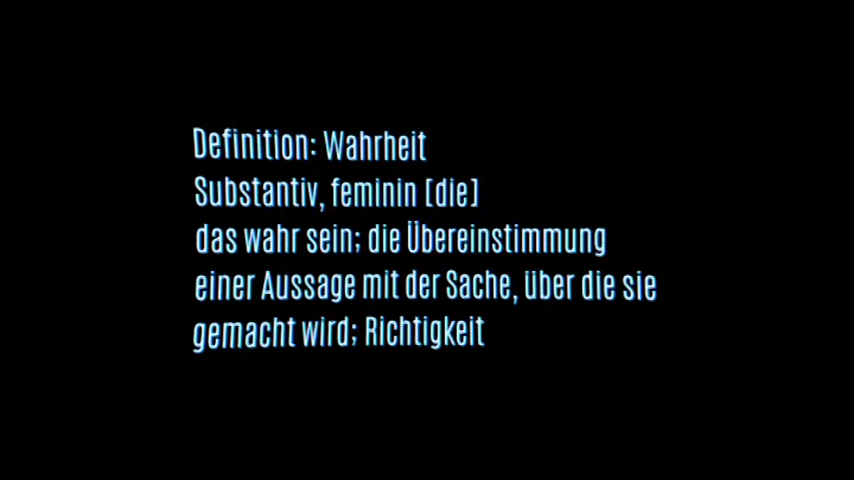 Definition: Wahrheit
Substantiv, feminin [die]
das wahr sein; die Übereinstimmung
einer Aussage mit der Sache, über die sie
gemacht wird; Richtigkeit